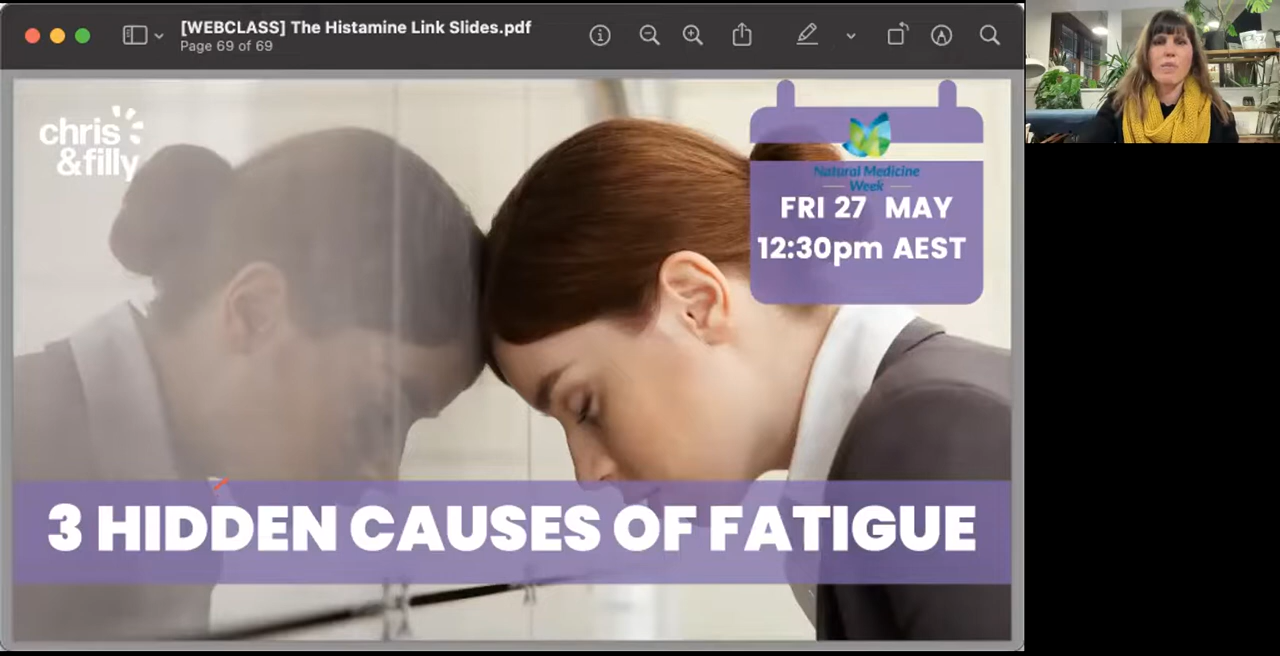 [WEBCLASS] The Histamine Link Slides.pdf
Page 69 of 69
chris
&filly
Natural Medicine
Week
FRI 27 MAY
12:30pm AEST
3 HIDDEN CAUSES OF FATIGUE